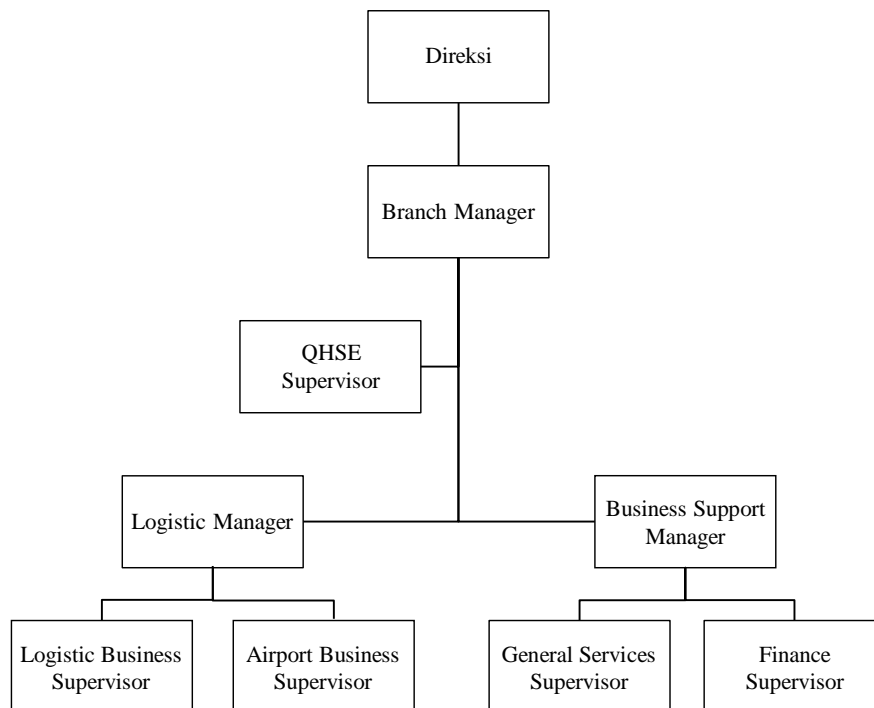 Direksi
Branch Manager
QHSE
Supervisor
Logistic Manager
Business Support
Manager
Logistic Business
Supervisor
Airport Business
Supervisor
General Services
Supervisor
Finance
Supervisor